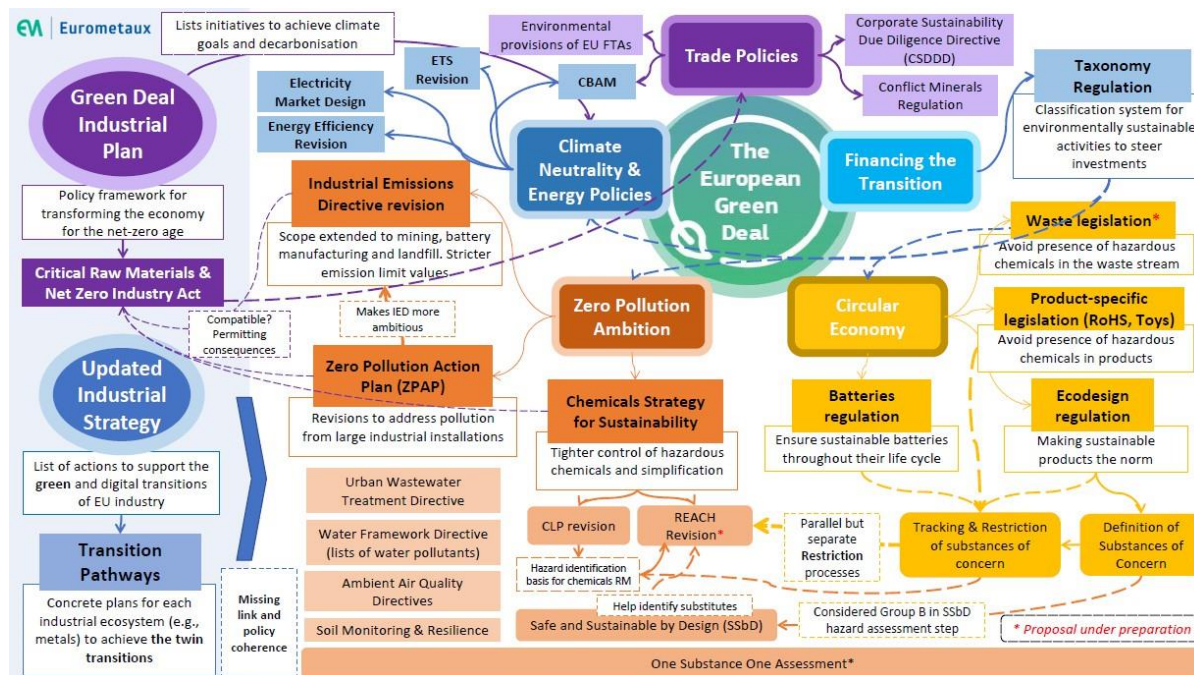 Eurometaux
Lists initiatives to achieve climate
goals and decarbonisation
Green Deal
Industrial
Plan
Policy framework for
transforming the economy
for the net-zero age
Critical Raw Materials &
Net Zero Industry Act
Updated
Industrial
Strategy
List of actions to support the
green and digital transitions
of EU industry
Transition
Pathways
Concrete plans for each
industrial ecosystem (e.g.,
metals) to achieve the twin
transitions
Missing
link and
policy
coherence
Electricity
Market Design
Energy Efficiency
Revision
ETS
Revision
Environmental
provisions of EU FTAs
CBAM
Trade Policies
Corporate Sustainability
Due Diligence Directive
(CSDDD)
Conflict Minerals
Regulation
Climate
Neutrality &
Energy Policies
The
European
Green
Deal
Financing the
Transition
Taxonomy
Regulation
Classification system for
environmentally sustainable
activities to steer
investments
Industrial Emissions
Directive revision
Scope extended to mining, battery
manufacturing and landfill. Stricter
emission limit values
Makes IED more
ambitious
Compatible?
Permitting
consequences
Zero Pollution Action
Plan (ZPAP)
Revisions to address pollution
from large industrial installations
Zero Pollution
Ambition
Chemicals Strategy
for Sustainability
Tighter control of hazardous
chemicals and simplification
Circular
Economy
Waste legislation*
Avoid presence of hazardous
chemicals in the waste stream
Product-specific
legislation (RoHS, Toys)
Avoid presence of hazardous
chemicals in products
Batteries
regulation
Ensure sustainable batteries
throughout their life cycle
Ecodesign
regulation
Making sustainable
products the norm
Urban Wastewater
Treatment Directive
Water Framework Directive
(lists of water pollutants)
Ambient Air Quality
Directives
Soil Monitoring & Resilience
CLP revision
REACH
Revision*
Hazard identification
basis for chemicals RM
Help identify substitutes
Safe and Sustainable by Design (SSbD)
Parallel but
separate
Restriction
processes
Tracking & Restriction
of substances of
concern
Definition of
Substances of
Concern
Considered Group B in SSbD
hazard assessment step
* Proposal under preparation
One Substance One Assessment*